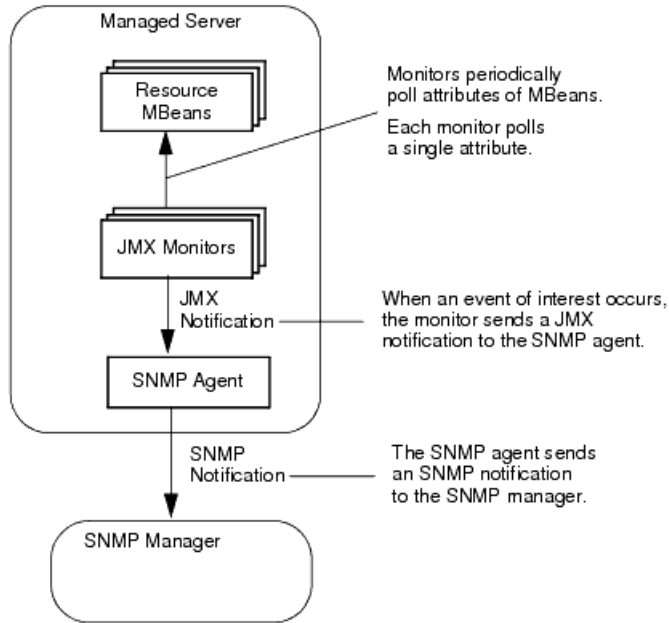 Managed Server
Resource
MBeans
Monitors periodically
poll attributes of MBeans.
Each monitor polls
a single attribute.
JMX Monitors
JMX
Notification
When an event of interest occurs,
the monitor sends a JMX
notification to the SNMP agent.
SNMP Agent
SNMP
Notification
The SNMP agent sends
an SNMP notification
to the SNMP manager.
SNMP Manager